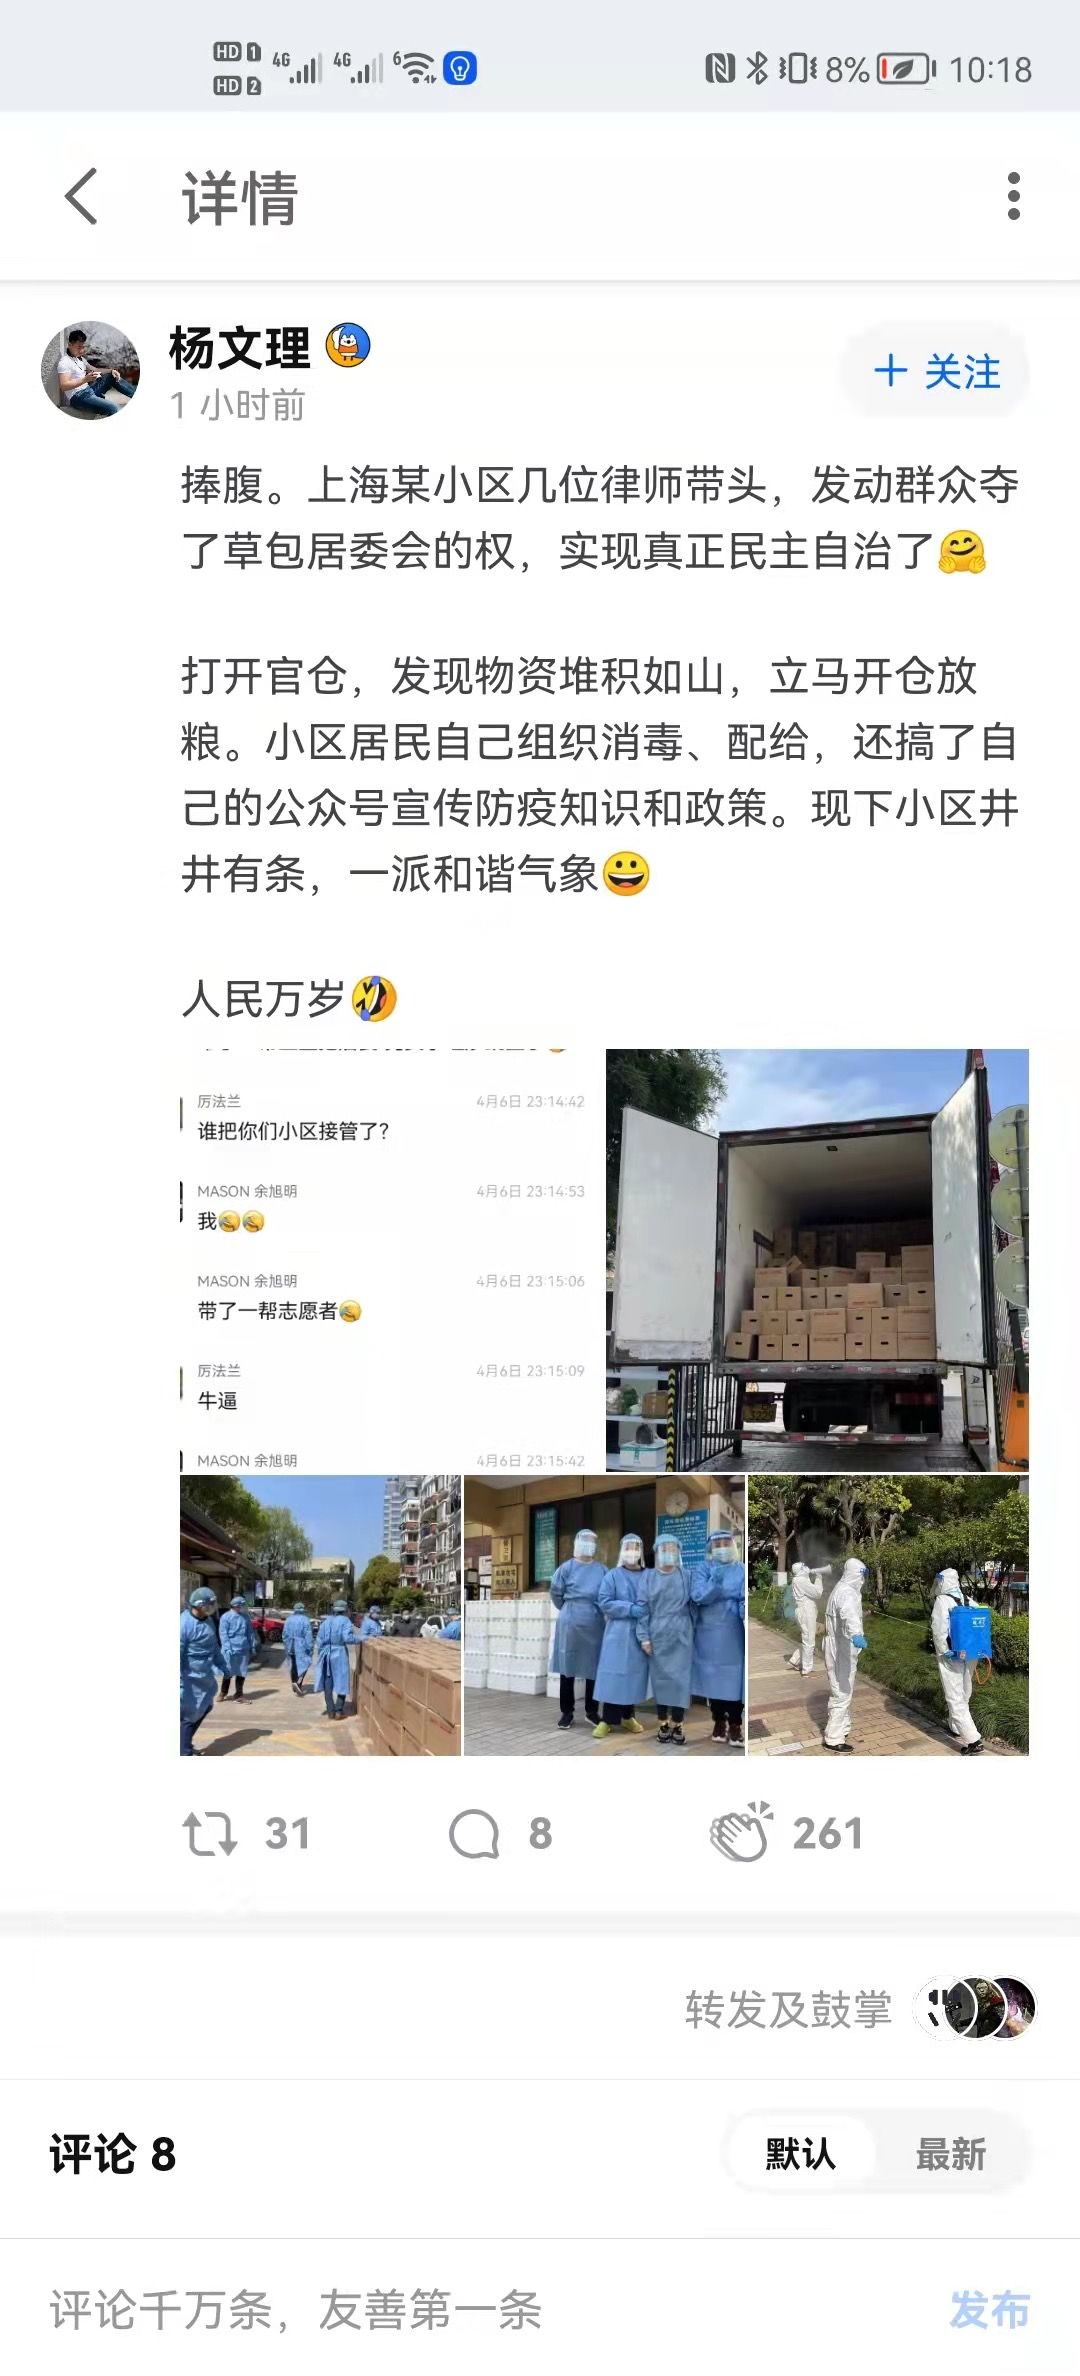 HD 1
HD 2
4G
4G
6
8%
10:18
详情
杨文理
1 小时前
+ 关注
捧腹。上海某小区几位律师带头，发动群众夺
了草包居委会的权，实现真正民主自治了🤗
打开官仓，发现物资堆积如山，立马开仓放
粮。小区居民自己组织消毒、配给，还搞了自
己的公众号宣传防疫知识和政策。现下小区井
井有条，一派和谐气象😀
人民万岁🤣
厉法兰 4月6日 23:14:42
谁把你们小区接管了?
MASON 余旭明 4月6日 23:14:53
我
MASON 余旭明 4月6日 23:15:06
带了一帮志愿者
厉法兰 4月6日 23:15:09
牛逼
MASON 余旭明 4月6日 23:15:42
31
8
261
转发及鼓掌
评论 8
默认
最新
评论千万条，友善第一条
发布